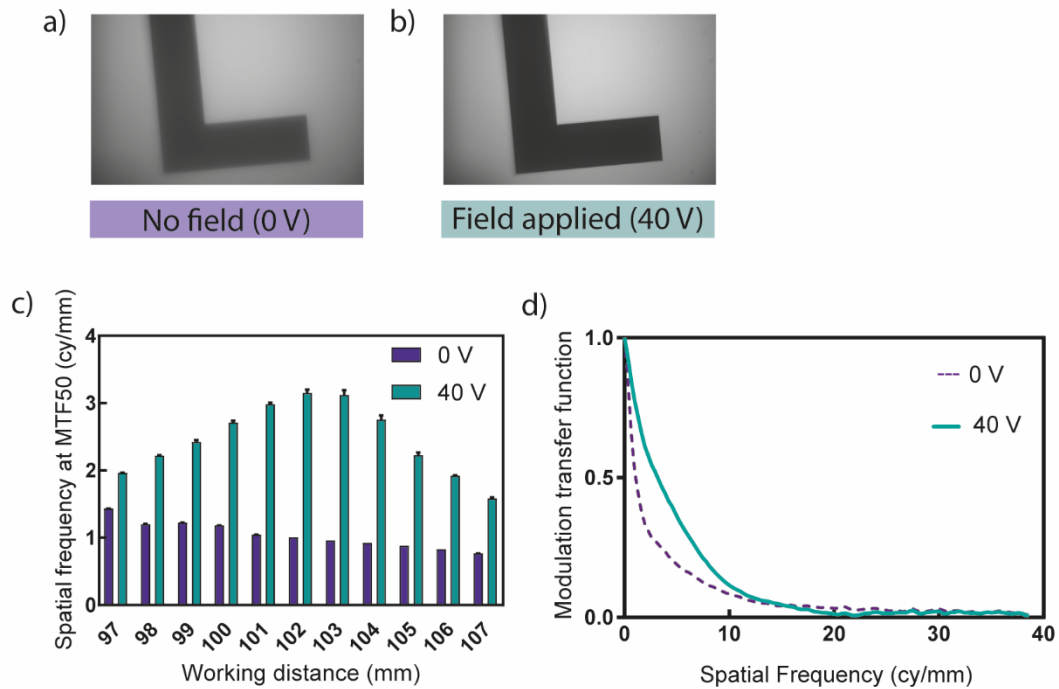 a)
b)
No field (0 V)
Field applied (40 V)
c)
Spatial frequency at MTF50 (cy/mm)
4
3
2
1
0
0 V
40 V
97
98
99
100
101
102
103
104
105
106
107
Working distance (mm)
d)
Modulation transfer function
1.0
0.5
0.0
0 V
40 V
0
10
20
30
40
Spatial Frequency (cy/mm)